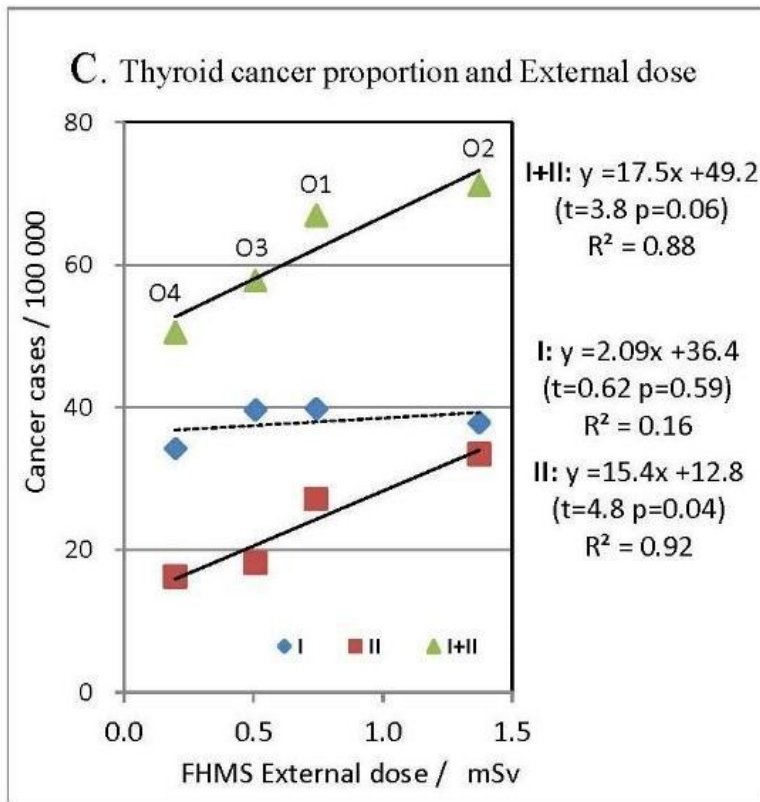 C. Thyroid cancer proportion and External dose
80
60
40
20
0
Cancer cases / 100 000
O4
O3
O1
O2
I+II: y =17.5x +49.2
(t=3.8 p=0.06)
R² = 0.88
I: y =2.09x +36.4
(t=0.62 p=0.59)
R² = 0.16
II: y =15.4x +12.8
(t=4.8 p=0.04)
R² = 0.92
I II I+II
0.0 0.5 1.0 1.5
FHMS External dose / mSv